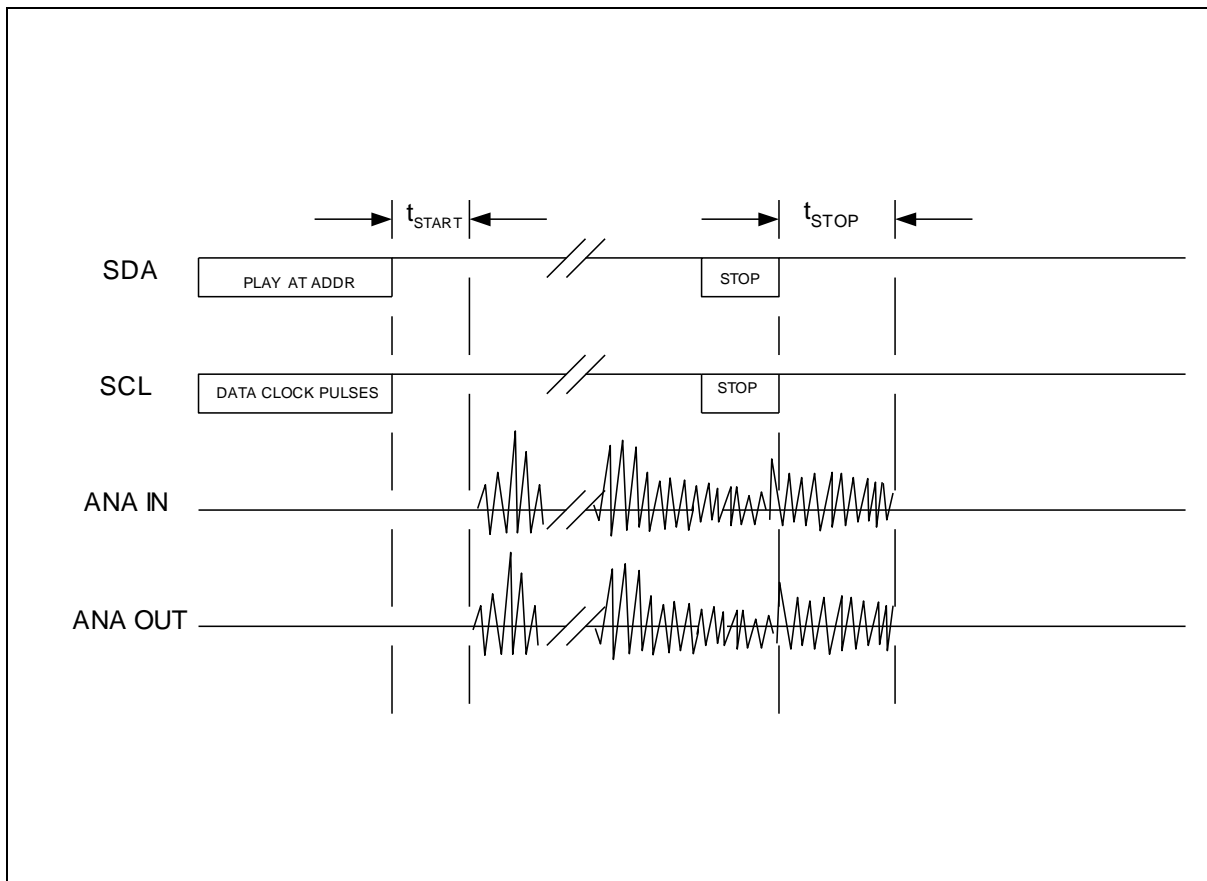 tSTART
tSTOP
SDA
PLAY AT ADDR
STOP
SCL
DATA CLOCK PULSES
STOP
ANA IN
ANA OUT